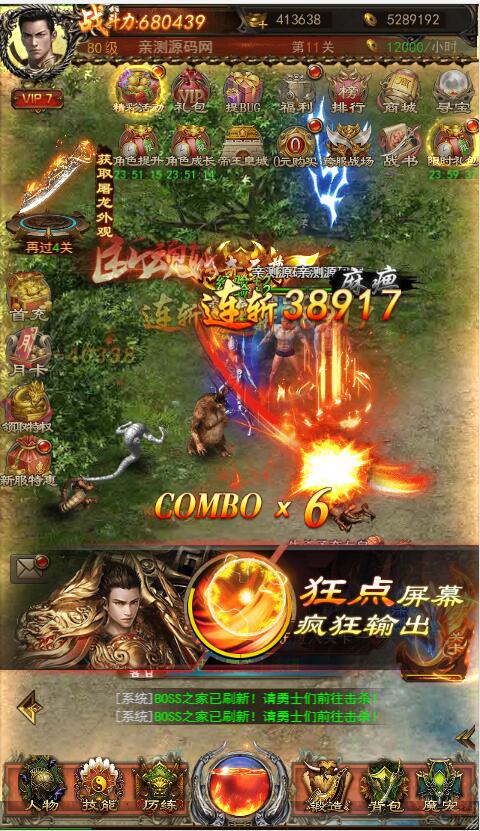 战斗力:680439
413638
5289192
80级
亲测源码网
第11关
12000/小时
VIP 7
精彩活动
礼包
提BUG
福利
排行
商城
寻宝
VIP
榜
角色提升
角色成长
帝王皇城
0元购买
跨服战场
战书
限时礼包
23:51:15
23:51:14
获取屠龙外观
再过4关
麻痹
连斩
连斩38917
首充
月卡
领取特权
新服特惠
COMBO × 6
狂点屏幕
疯狂输出
[系统]BOSS之家已刷新！请勇士们前往击杀！
[系统]BOSS之家已刷新！请勇士们前往击杀！
人物
技能
历练
锻造
背包
魔宠